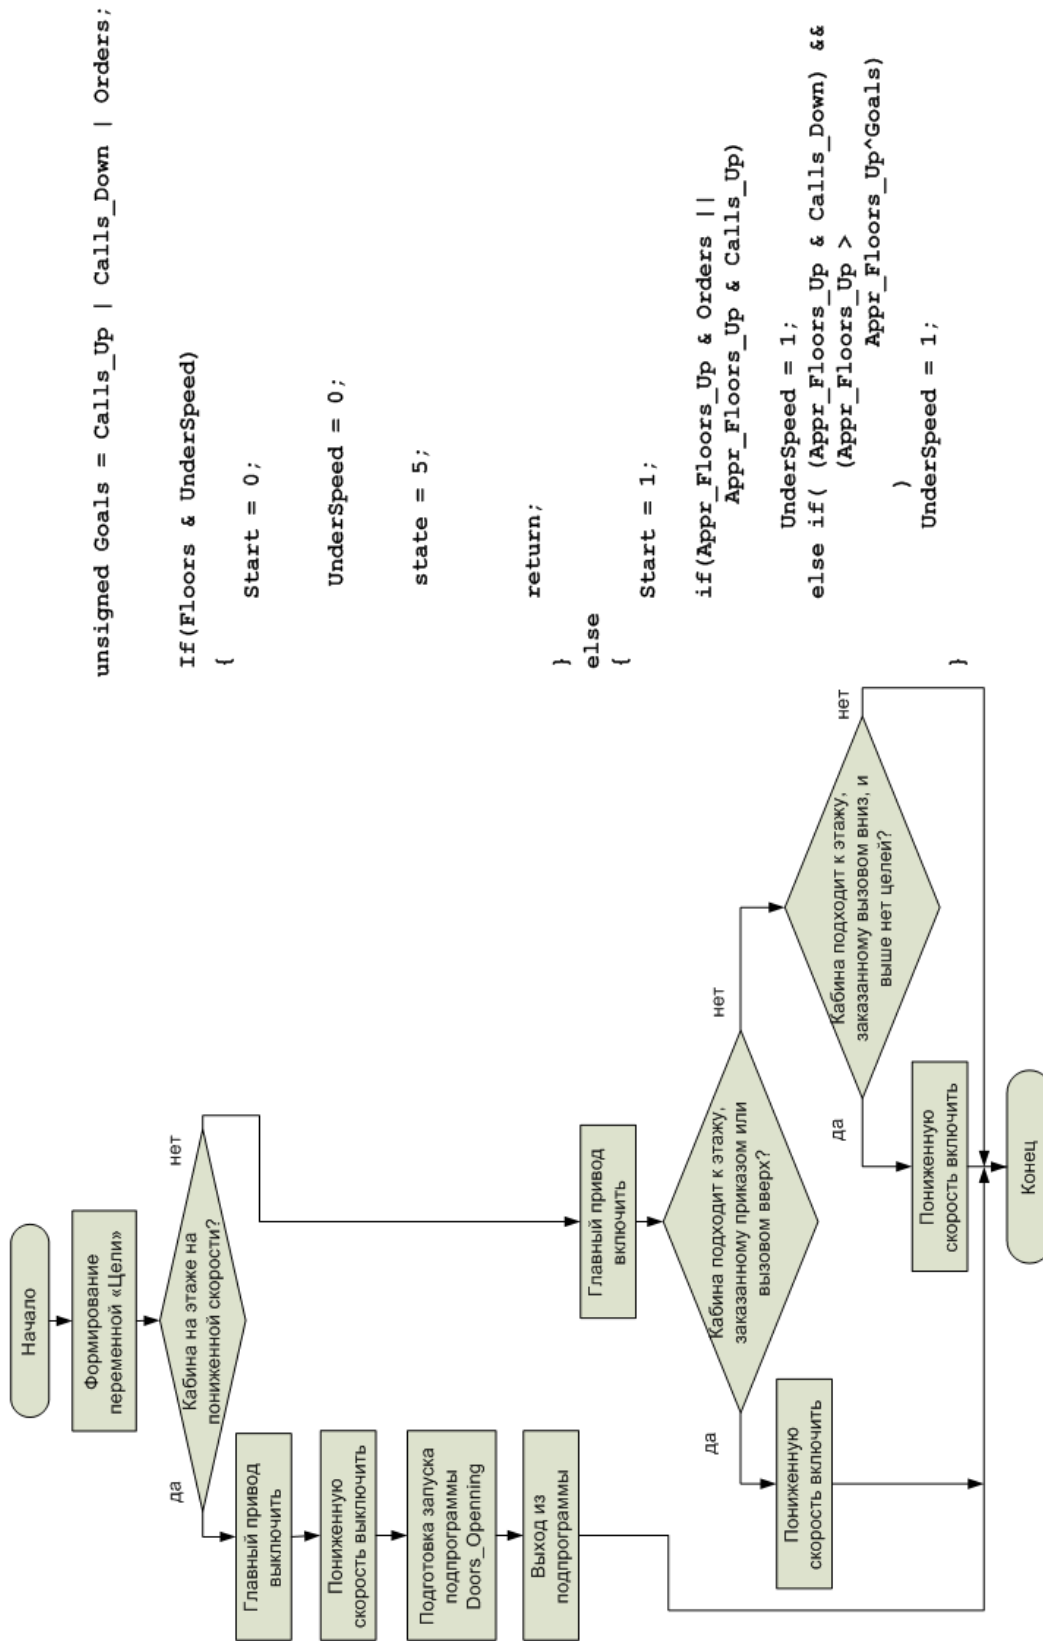 Начало
Формирование
переменной «Цели»
Кабина на этаже на
пониженной скорости?
да
нет
Главный привод
выключить
Пониженную
скорость выключить
Подготовка запуска
подпрограммы
Doors_Openning
Выход из
подпрограммы
Главный привод
включить
Кабина подходит к этажу,
заказанному приказом или
вызовом вверх?
да
нет
Пониженную
скорость включить
Кабина подходит к этажу,
заказанному вызовом вниз, и
выше нет целей?
да
нет
Пониженную
скорость включить
Конец
unsigned Goals = Calls_Up | Calls_Down | Orders;
If(Floors & UnderSpeed)
{
Start = 0;
UnderSpeed = 0;
state = 5;
return;
}
else
{
Start = 1;
if(Appr_Floors_Up & Orders ||
Appr_Floors_Up & Calls_Up)
UnderSpeed = 1;
else if( (Appr_Floors_Up & Calls_Down) &&
(Appr_Floors_Up >
Appr_Floors_Up^Goals)
)
UnderSpeed = 1;
}